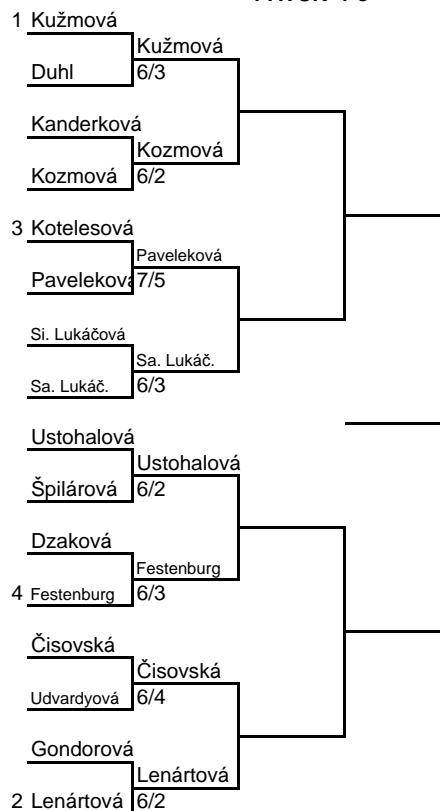 1 Kužmová
Kužmová
Duhl 6/3
Kanderková
Kozmová
Kozmová 6/2
3 Kotelesová
Paveleková
Paveleková 7/5
Si. Lukáčová
Sa. Lukáč.
Sa. Lukáč. 6/3
Ustohalová
Ustohalová
Špilárová 6/2
Dzaková
Festenburg
4 Festenburg 6/3
Čisovská
Čisovská
Udvardyová 6/4
Gondorová
Lenártová
2 Lenártová 6/2